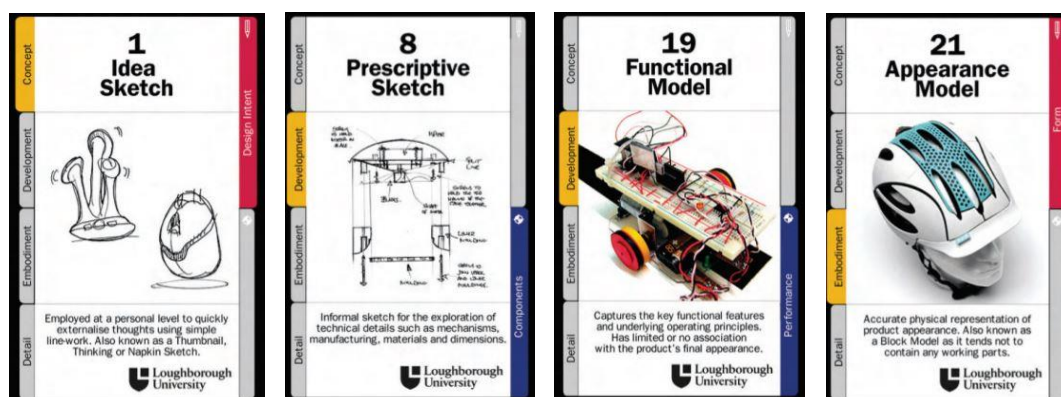 1
Idea
Sketch
Concept
Development
Embodiment
Detail
Design Intent
Employed at a personal level to quickly
externalise thoughts using simple
line-work. Also known as a Thumbnail,
Thinking or Napkin Sketch.
Loughborough
University
8
Prescriptive
Sketch
Concept
Development
Embodiment
Detail
Components
SPLIT
LINE
Informal sketch for the exploration of
technical details such as mechanisms,
manufacturing, materials and dimensions.
Loughborough
University
19
Functional
Model
Concept
Development
Embodiment
Detail
Performance
Captures the key functional features
and underlying operating principles.
Has limited or no association
with the product's final appearance.
Loughborough
University
21
Appearance
Model
Concept
Development
Embodiment
Detail
Form
Accurate physical representation of
product appearance. Also known as
a Block Model as it tends not to
contain any working parts.
Loughborough
University